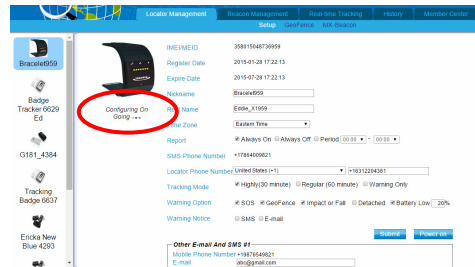 Locator Management Beacon Management Real-time Tracking History Member Center
Setup GeoFence MX-Beacon
Bracelet959
Badge
Tracker 6629
Ed
G181_4384
Tracking
Badge 6637
Ericka New
Blue 4293
Configuring On
Going ...
IMEI/MEID 358015048736959
Register Date 2015-01-28 17:22:13
Expire Date 2015-07-28 17:22:13
Nickname Bracelet959
Name Eddie_X1959
Time Zone Eastern Time
Report Always On Always Off Period 00:00 - 00:00
SMS Phone Number +17864009821
Locator Phone Number United States (+1) +16312204361
Tracking Mode Highly(30 minute) Regular (60 minute) Warning Only
Warning Option SOS GeoFence Impact or Fall Detached Battery Low 20%
Warning Notice SMS E-mail
Submit Power on
Other E-mail And SMS #1
Mobile Phone Number +19876549821
E-mail abc@gmail.com